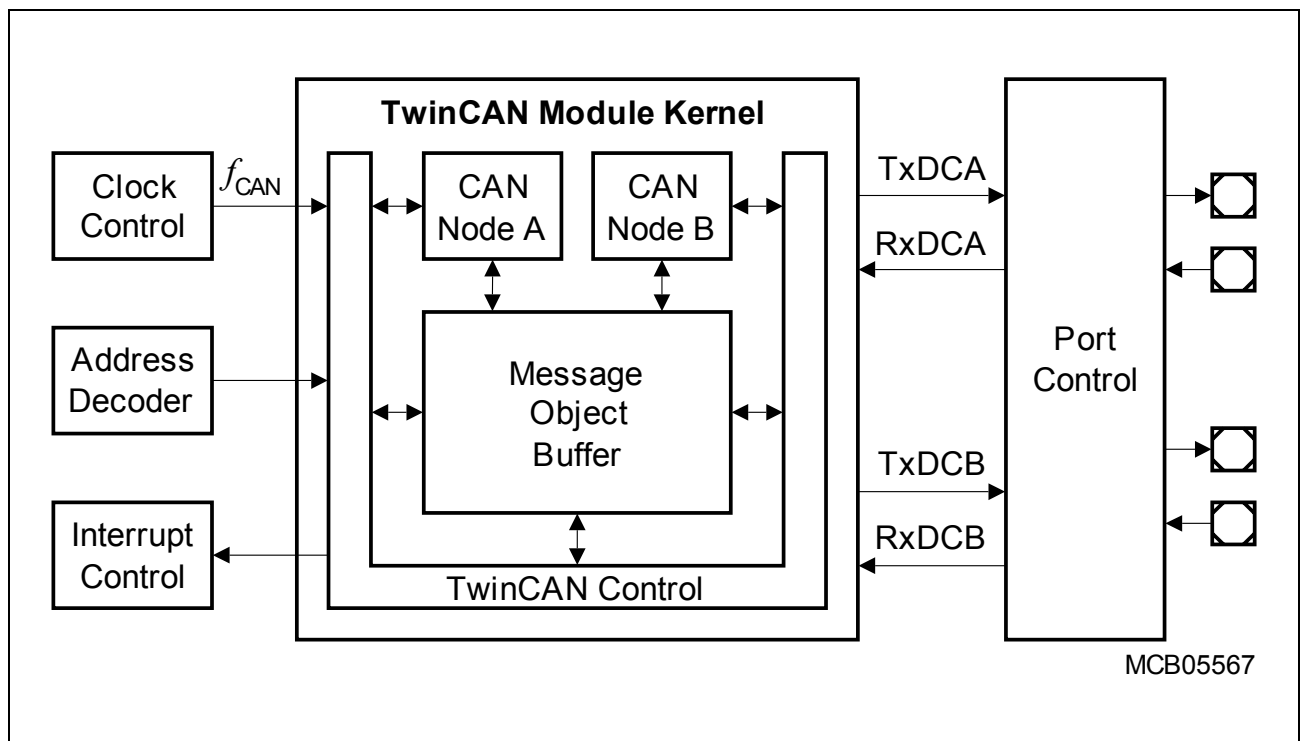 TwinCAN Module Kernel
Clock
Control
fCAN
Address
Decoder
Interrupt
Control
CAN
Node A
CAN
Node B
Message
Object
Buffer
TwinCAN Control
TxDCA
RxDCA
TxDCB
RxDCB
Port
Control
MCB05567